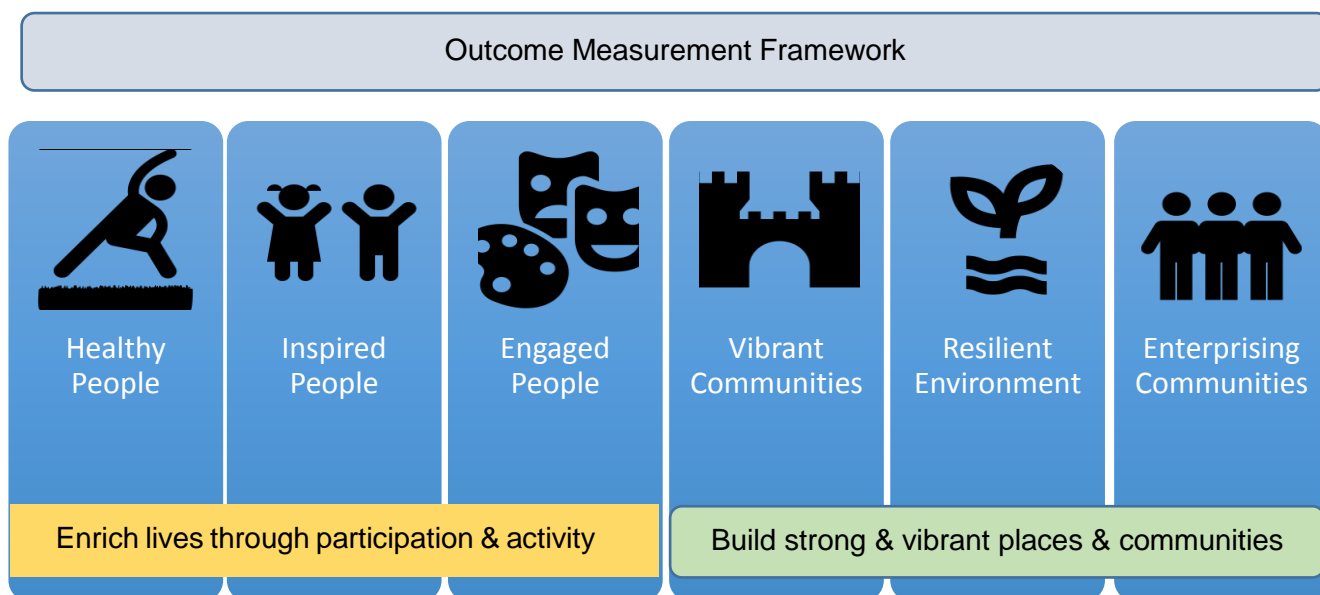 Outcome Measurement Framework
Healthy
People
Inspired
People
Engaged
People
Vibrant
Communities
Resilient
Environment
Enterprising
Communities
Enrich lives through participation & activity
Build strong & vibrant places & communities